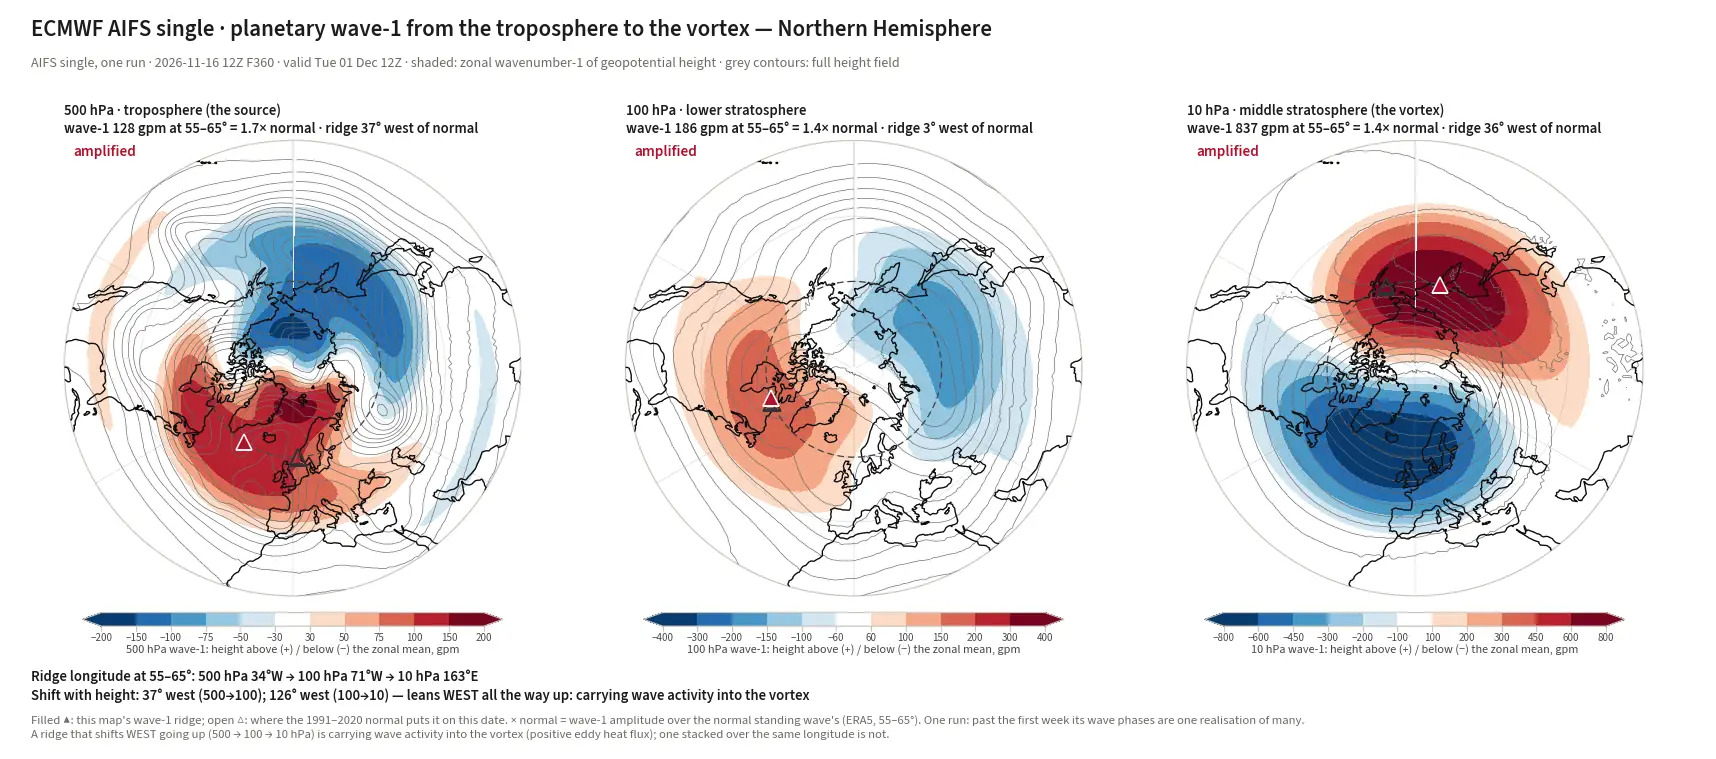 ECMWF AIFS single · planetary wave-1 from the troposphere to the vortex — Northern Hemisphere
AIFS single, one run · 2026-11-16 12Z F360 · valid Tue 01 Dec 12Z · shaded: zonal wavenumber-1 of geopotential height · grey contours: full height field
500 hPa · troposphere (the source)
wave-1 128 gpm at 55–65° = 1.7× normal · ridge 37° west of normal
amplified
100 hPa · lower stratosphere
wave-1 186 gpm at 55–65° = 1.4× normal · ridge 3° west of normal
amplified
10 hPa · middle stratosphere (the vortex)
wave-1 837 gpm at 55–65° = 1.4× normal · ridge 36° west of normal
amplified
−200 −150 −100 −75 −50 −30 30 50 75 100 150 200
500 hPa wave-1: height above (+) / below (−) the zonal mean, gpm
−400 −300 −200 −150 −100 −60 60 100 150 200 300 400
100 hPa wave-1: height above (+) / below (−) the zonal mean, gpm
−800 −600 −450 −300 −200 −100 100 200 300 450 600 800
10 hPa wave-1: height above (+) / below (−) the zonal mean, gpm
Ridge longitude at 55–65°: 500 hPa 34°W → 100 hPa 71°W → 10 hPa 163°E
Shift with height: 37° west (500→100); 126° west (100→10) — leans WEST all the way up: carrying wave activity into the vortex
Filled ▲: this map's wave-1 ridge; open △: where the 1991–2020 normal puts it on this date. × normal = wave-1 amplitude over the normal standing wave's (ERA5, 55–65°). One run: past the first week its wave phases are one realisation of many.
A ridge that shifts WEST going up (500 → 100 → 10 hPa) is carrying wave activity into the vortex (positive eddy heat flux); one stacked over the same longitude is not.